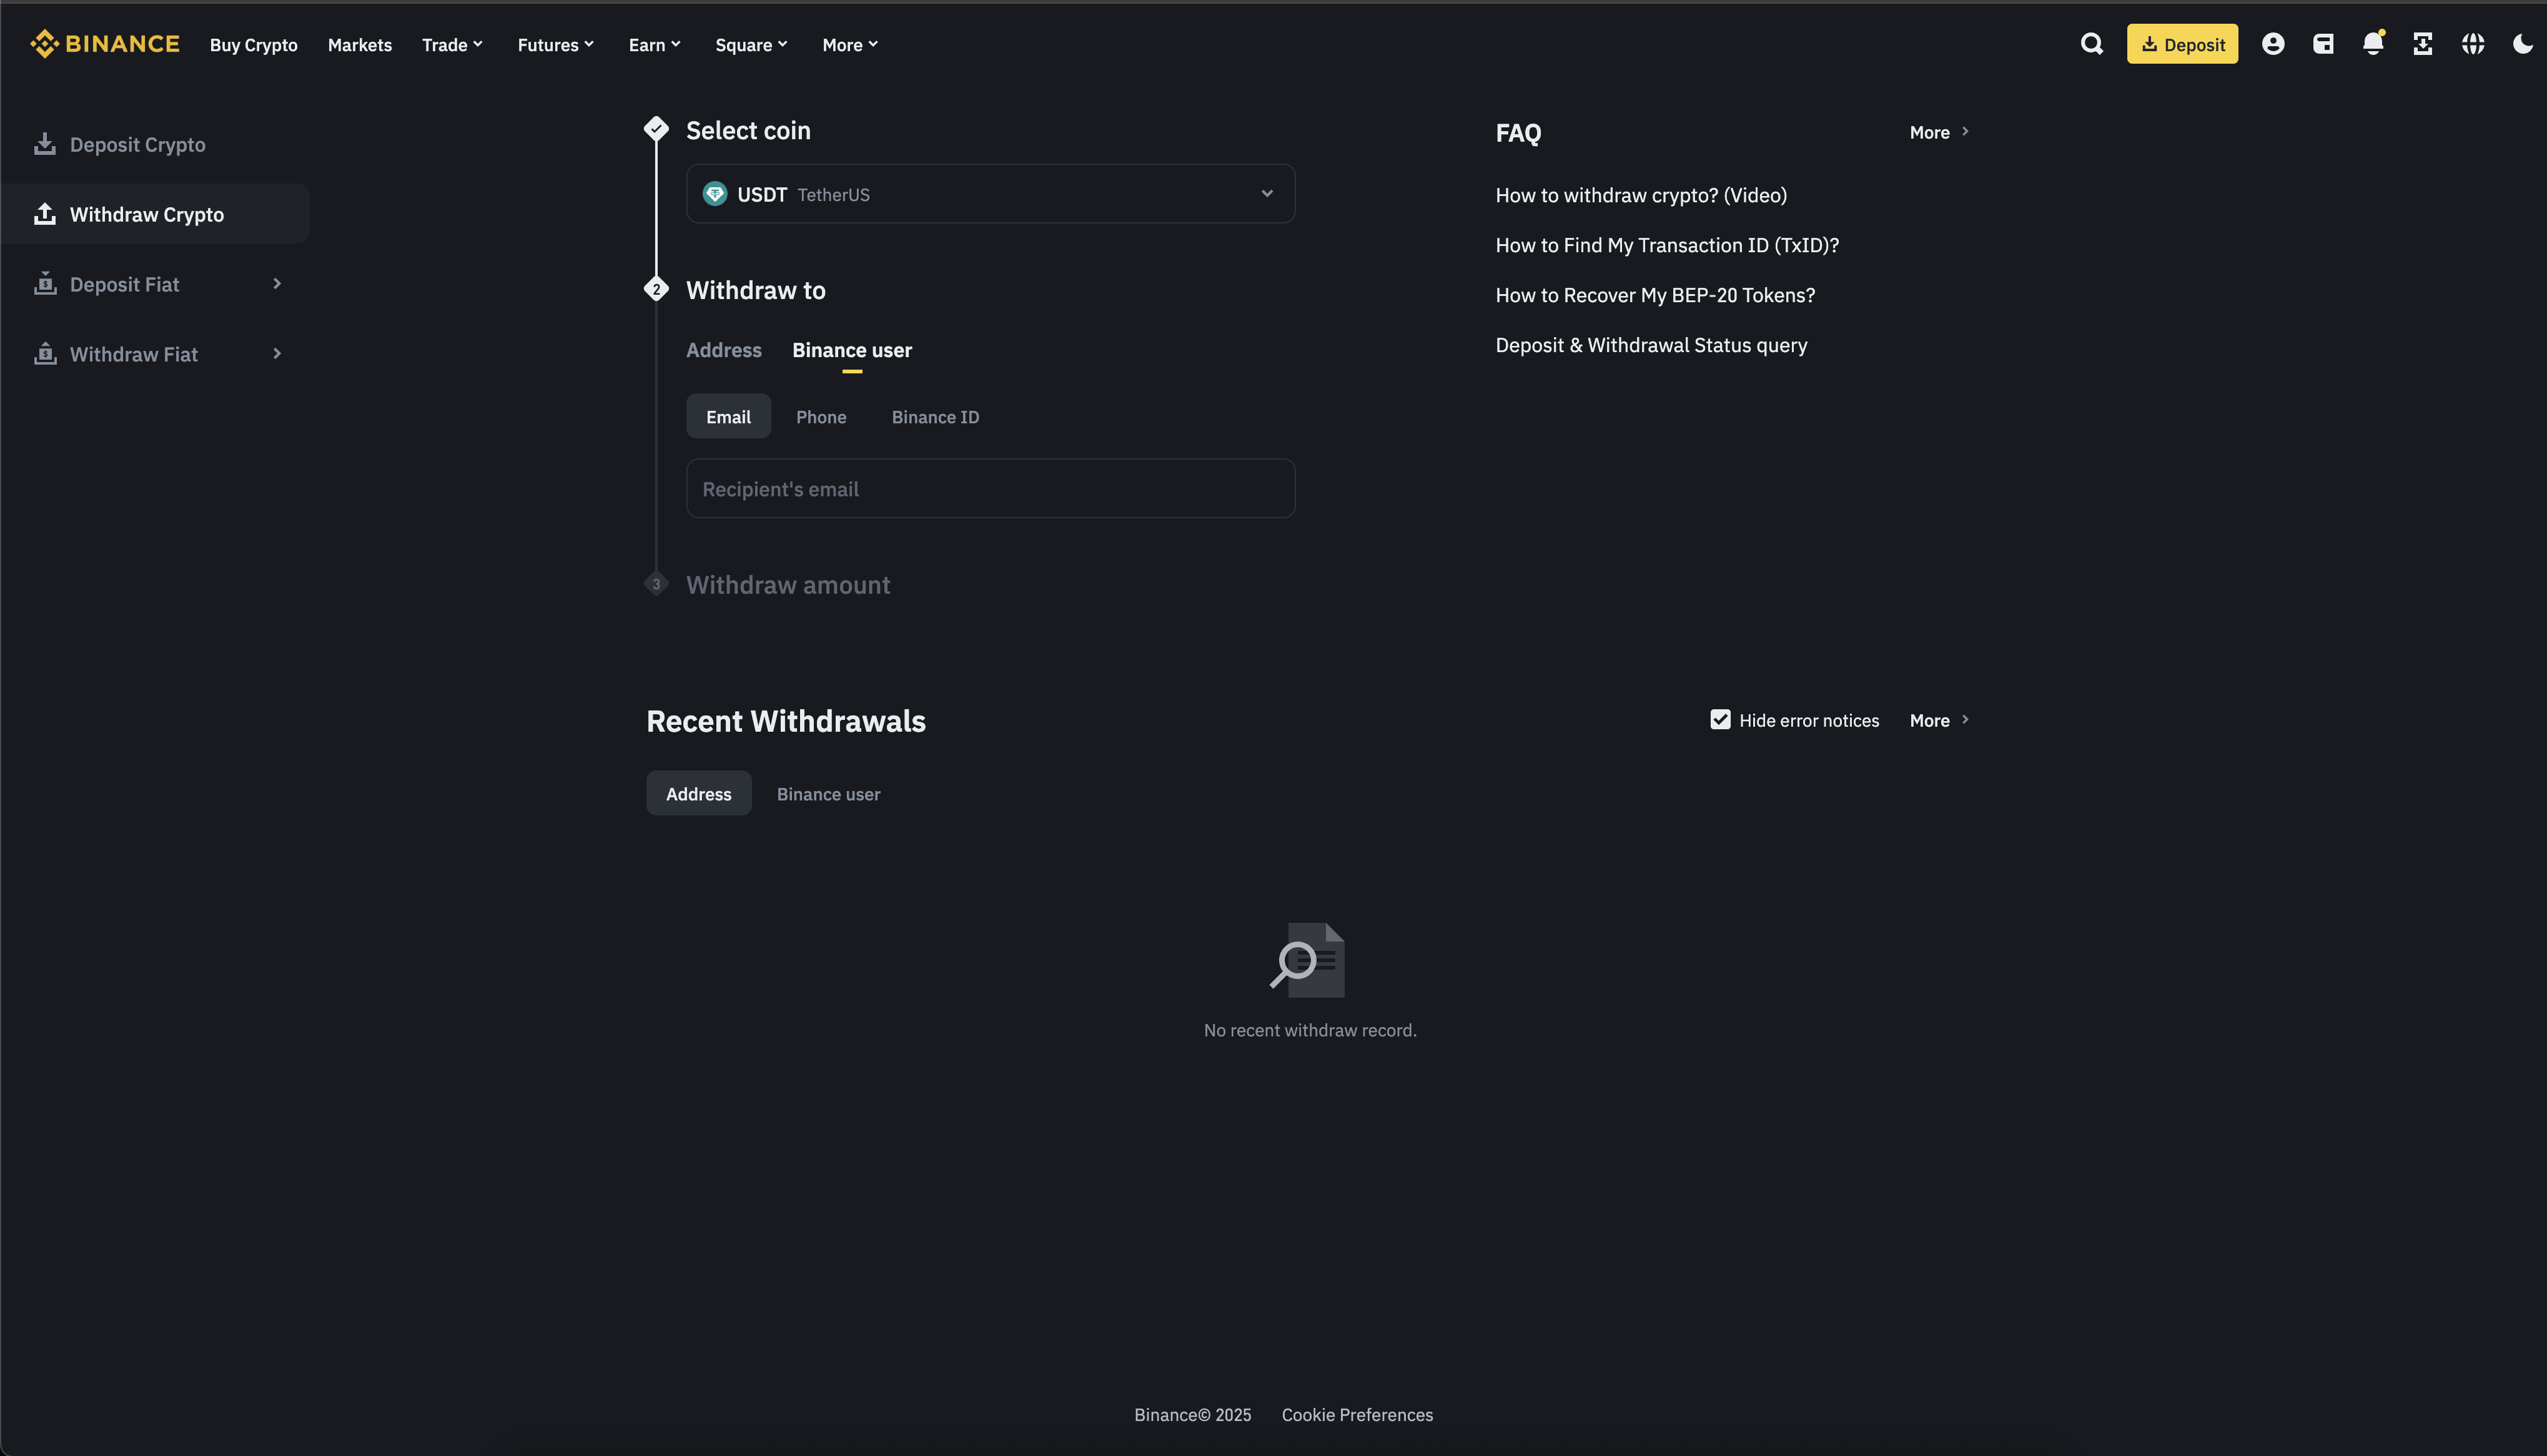 BINANCE Buy Crypto Markets Trade Futures Earn Square More Deposit
Deposit Crypto
Withdraw Crypto
Deposit Fiat
Withdraw Fiat
Select coin
USDT TetherUS
2 Withdraw to
Address Binance user
Email Phone Binance ID
Recipient's email
3 Withdraw amount
FAQ More
How to withdraw crypto? (Video)
How to Find My Transaction ID (TxID)?
How to Recover My BEP-20 Tokens?
Deposit & Withdrawal Status query
Recent Withdrawals Hide error notices More
Address Binance user
No recent withdraw record.
Binance© 2025 Cookie Preferences